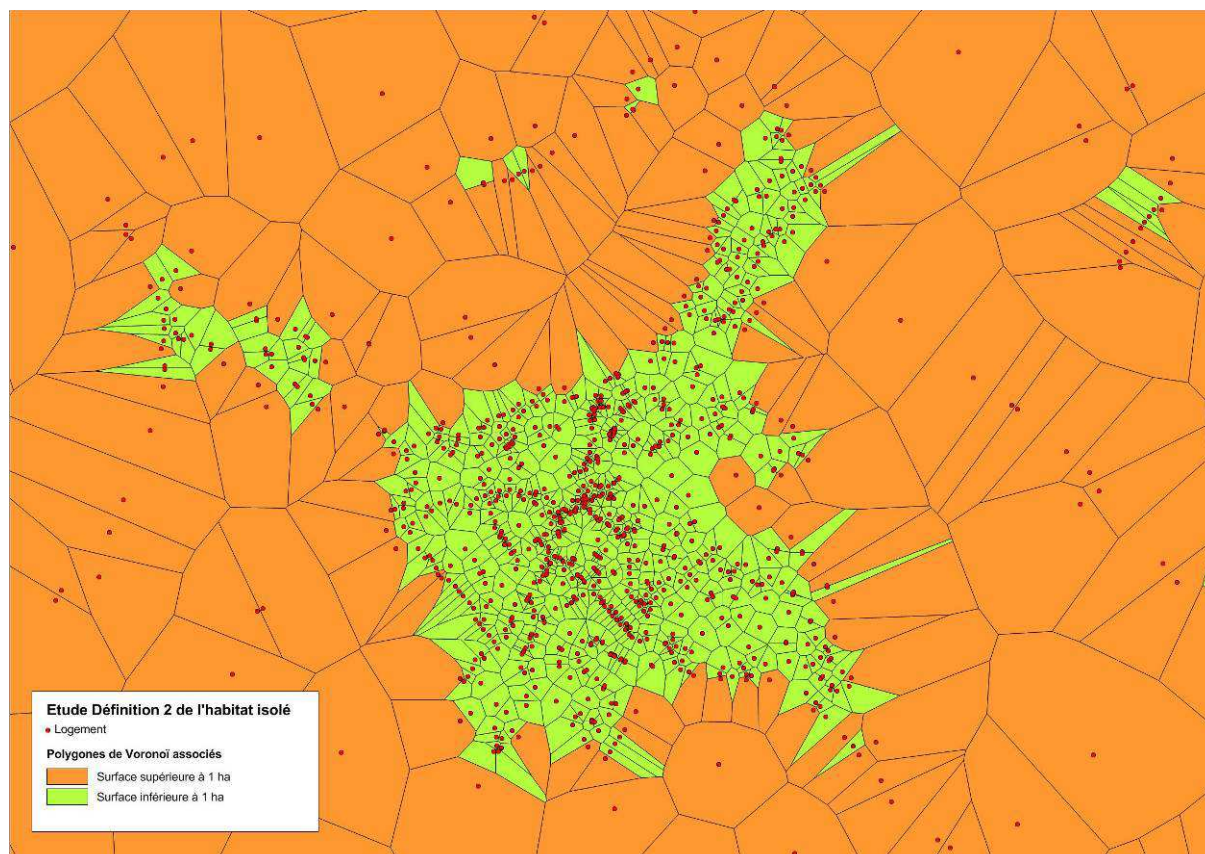 Etude Définition 2 de l'habitat isolé
Logement
Polygones de Voronoï associés
Surface supérieure à 1 ha
Surface inférieure à 1 ha